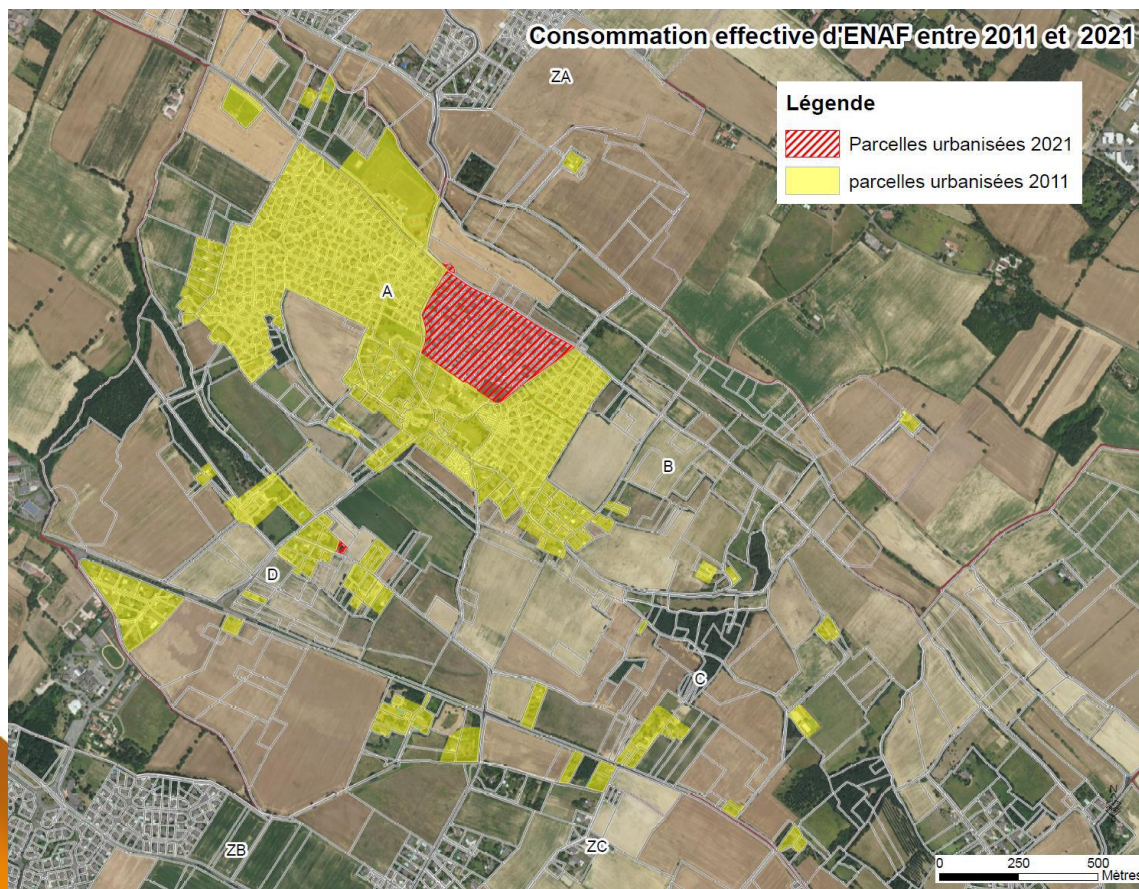 Consommation effective d'ENAF entre 2011 et 2021
ZA
Légende
Parcelles urbanisées 2021
parcelles urbanisées 2011
A
B
D
C
ZB
ZC
0 250 500
Mètres